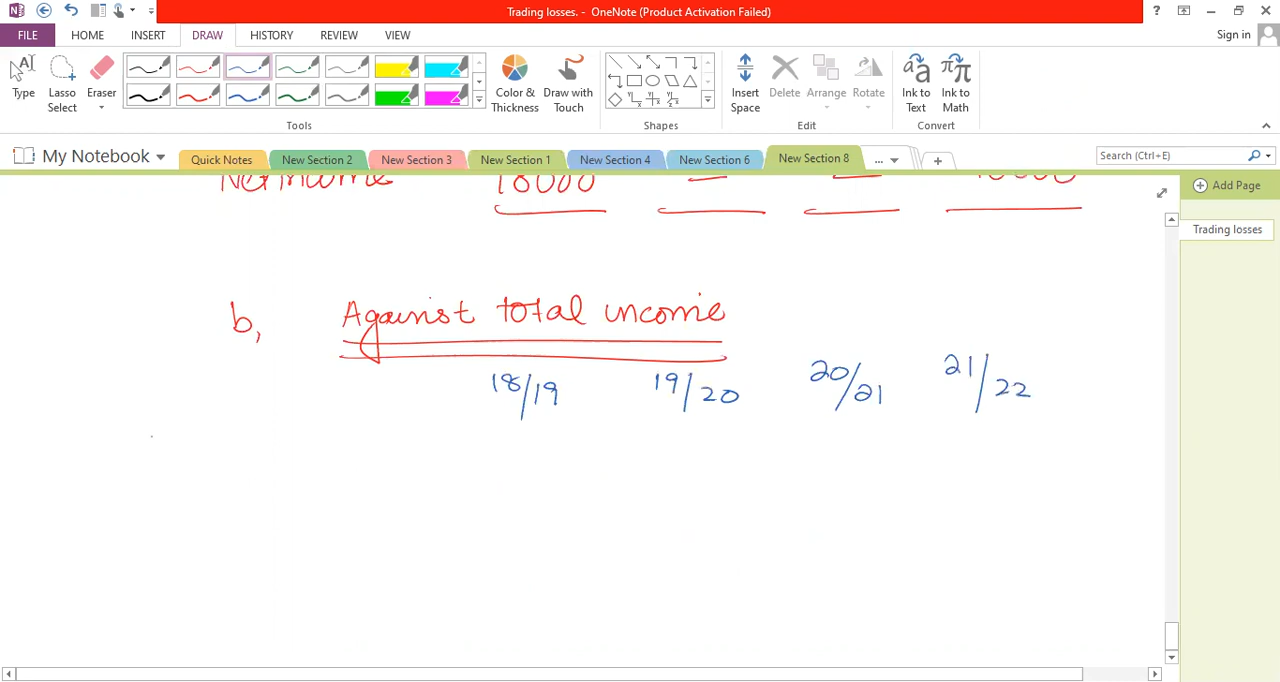 Trading losses. - OneNote (Product Activation Failed)
?
FILE HOME INSERT DRAW HISTORY REVIEW VIEW
Sign in
Type
Lasso Select
Eraser
Color & Thickness
Draw with Touch
Insert Space
Delete
Arrange
Rotate
Ink to Text
Ink to Math
Tools Shapes Edit Convert
My Notebook Quick Notes New Section 2 New Section 3 New Section 1 New Section 4 New Section 6 New Section 8 ... +
Search (Ctrl+E)
Add Page
Trading losses
Net income 18000
b, Against total income
18/19 19/20 20/21 21/22